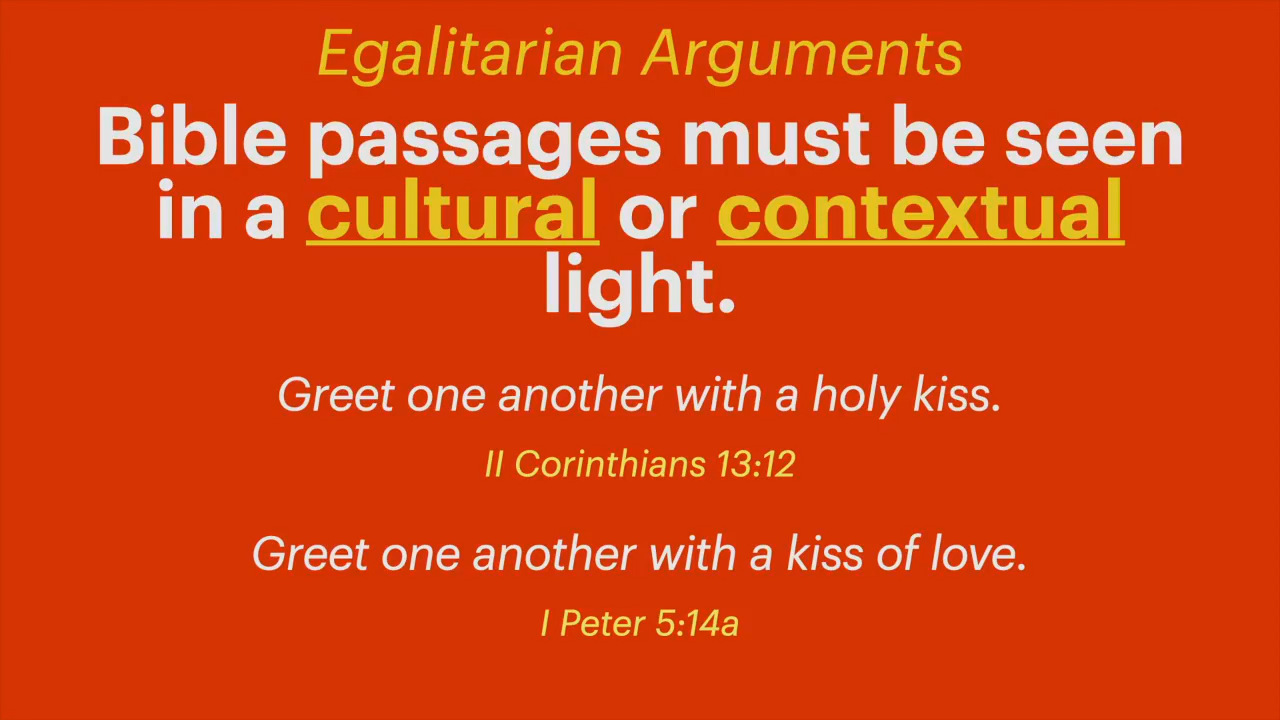 Egalitarian Arguments
Bible passages must be seen
in a cultural or contextual
light.
Greet one another with a holy kiss.
II Corinthians 13:12
Greet one another with a kiss of love.
I Peter 5:14a